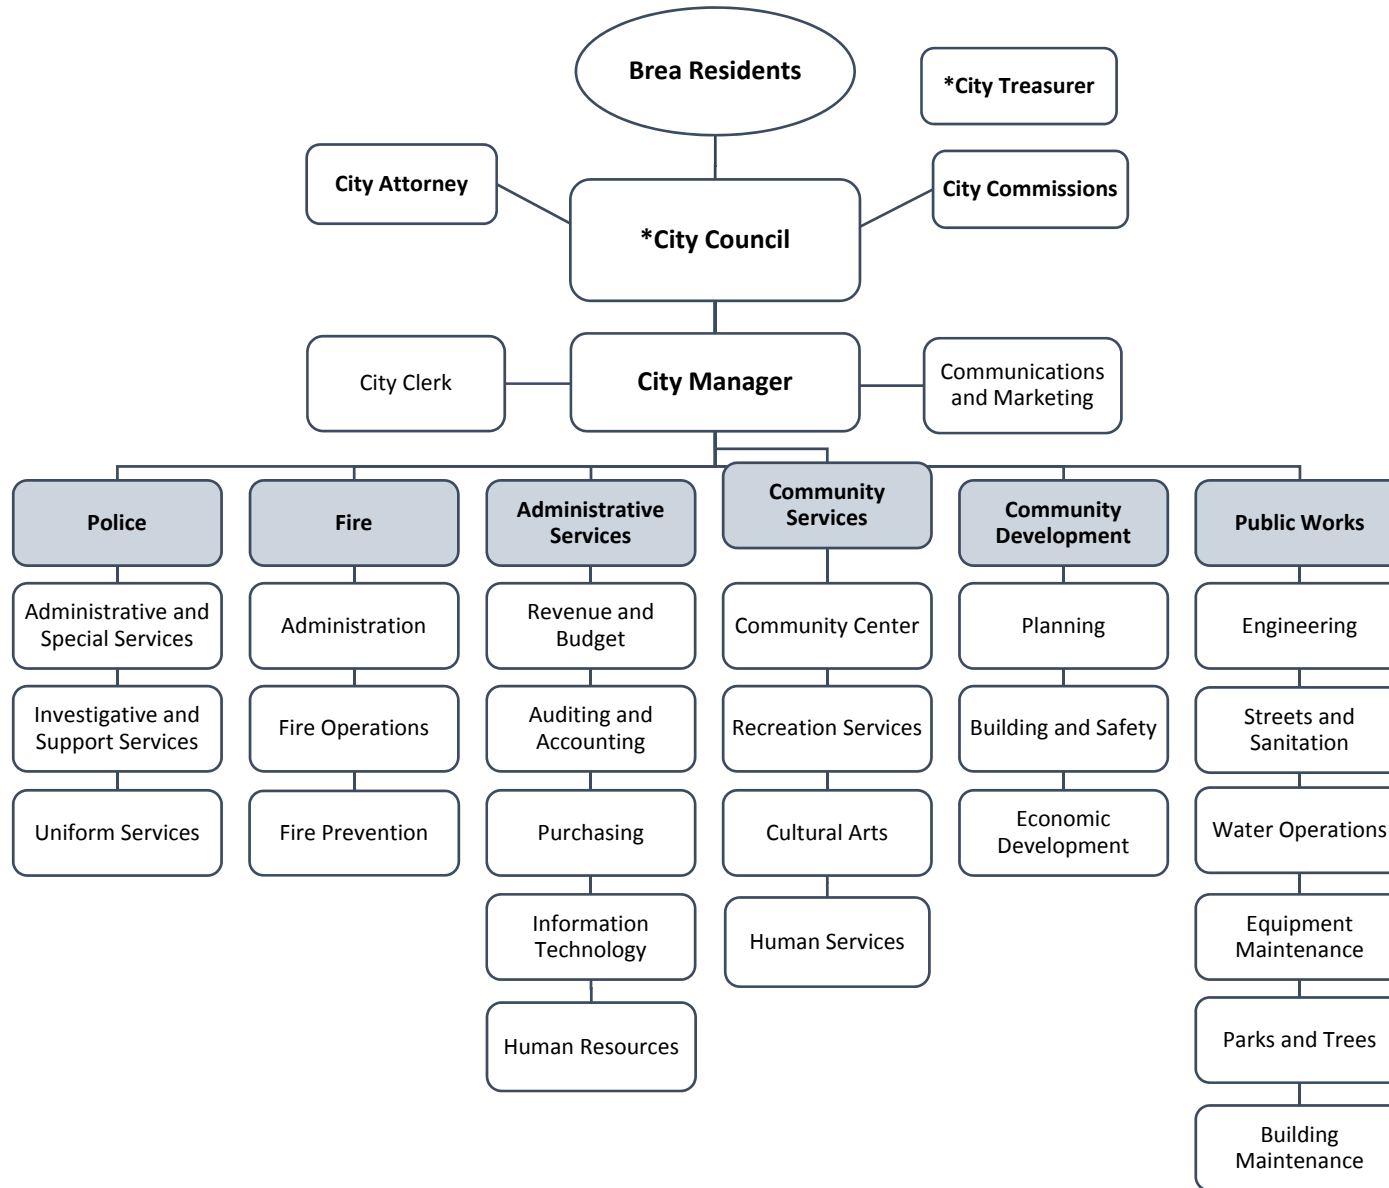 Brea Residents
*City Treasurer
City Attorney
City Commissions
*City Council
City Clerk
City Manager
Communications
and Marketing
Police
Fire
Administrative
Services
Community
Services
Community
Development
Public Works
Administrative and
Special Services
Administration
Revenue and
Budget
Community Center
Planning
Engineering
Investigative and
Support Services
Fire Operations
Auditing and
Accounting
Recreation Services
Building and Safety
Streets and
Sanitation
Uniform Services
Fire Prevention
Purchasing
Cultural Arts
Economic
Development
Water Operations
Information
Technology
Human Services
Equipment
Maintenance
Human Resources
Parks and Trees
Building
Maintenance